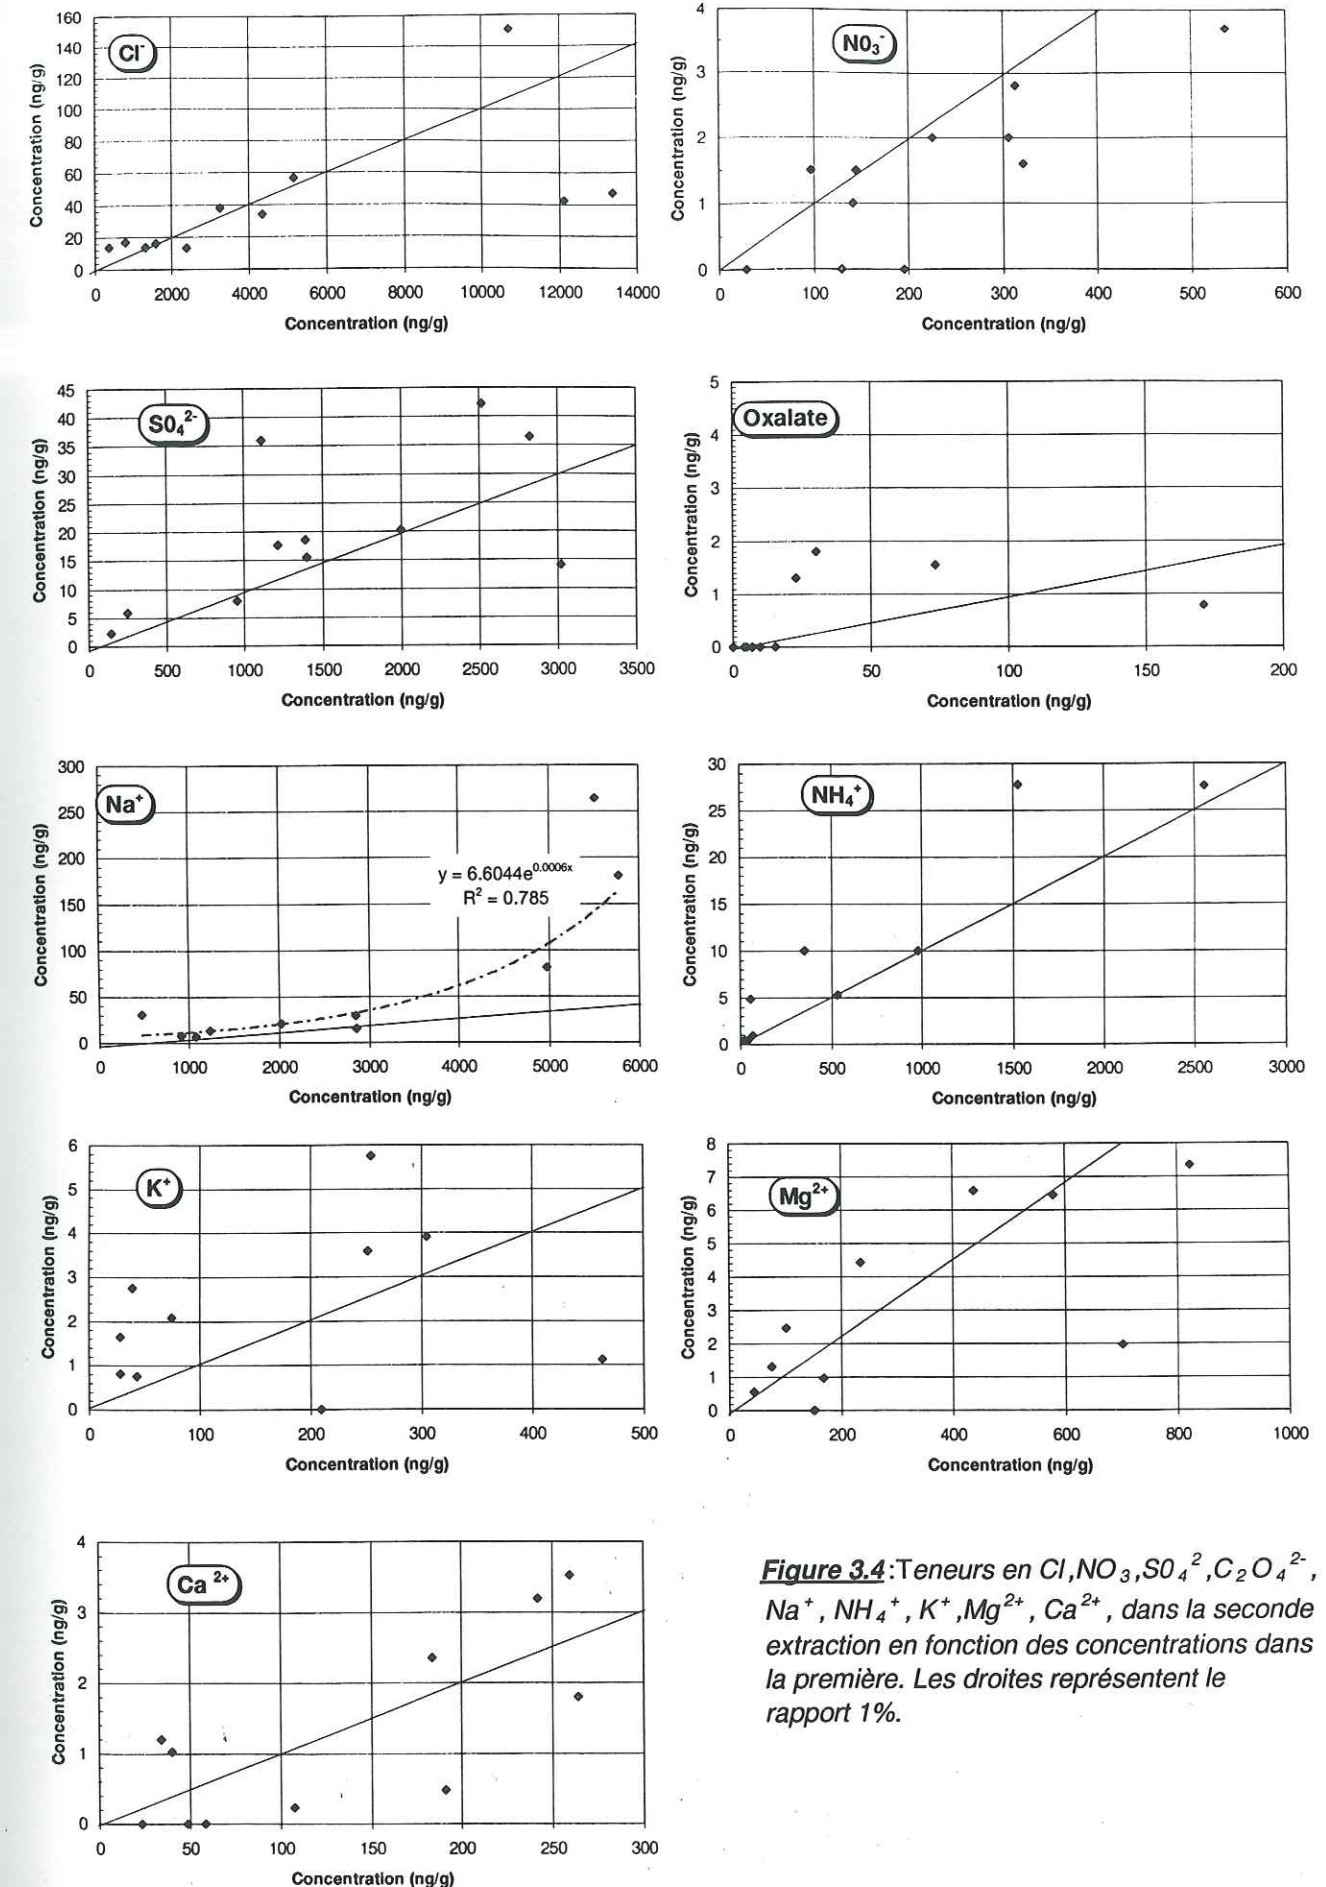 Cl-
Concentration (ng/g)
160
140
120
100
80
60
40
20
0
0 2000 4000 6000 8000 10000 12000 14000
Concentration (ng/g)
N0₃⁻
Concentration (ng/g)
4
3
2
1
0
0 100 200 300 400 500 600
Concentration (ng/g)
S0₄²⁻
Concentration (ng/g)
45
40
35
30
25
20
15
10
5
0
0 500 1000 1500 2000 2500 3000 3500
Concentration (ng/g)
Oxalate
Concentration (ng/g)
5
4
3
2
1
0
0 50 100 150 200
Concentration (ng/g)
Na⁺
Concentration (ng/g)
300
250
200
150
100
50
0
y = 6.6044e^0.0006x
R² = 0.785
0 1000 2000 3000 4000 5000 6000
Concentration (ng/g)
NH₄⁺
Concentration (ng/g)
30
25
20
15
10
5
0
0 500 1000 1500 2000 2500 3000
Concentration (ng/g)
K⁺
Concentration (ng/g)
6
5
4
3
2
1
0
0 100 200 300 400 500
Concentration (ng/g)
Mg²⁺
Concentration (ng/g)
8
7
6
5
4
3
2
1
0
0 200 400 600 800 1000
Concentration (ng/g)
Ca ²⁺
Concentration (ng/g)
4
3
2
1
0
0 50 100 150 200 250 300
Concentration (ng/g)
Figure 3.4:Teneurs en Cl,NO₃,S0₄²,C₂O₄²⁻,
Na⁺, NH₄⁺, K⁺,Mg²⁺, Ca²⁺, dans la seconde
extraction en fonction des concentrations dans
la première. Les droites représentent le
rapport 1%.